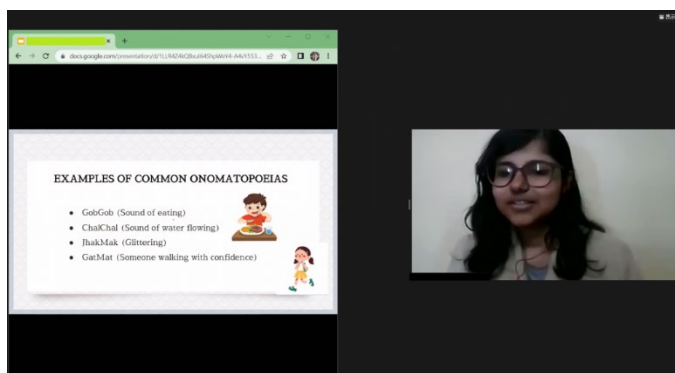 EXAMPLES OF COMMON ONOMATOPOEIAS
GobGob (Sound of eating)
ChalChal (Sound of water flowing)
JhakMak (Glittering)
GatMat (Someone walking with confidence)